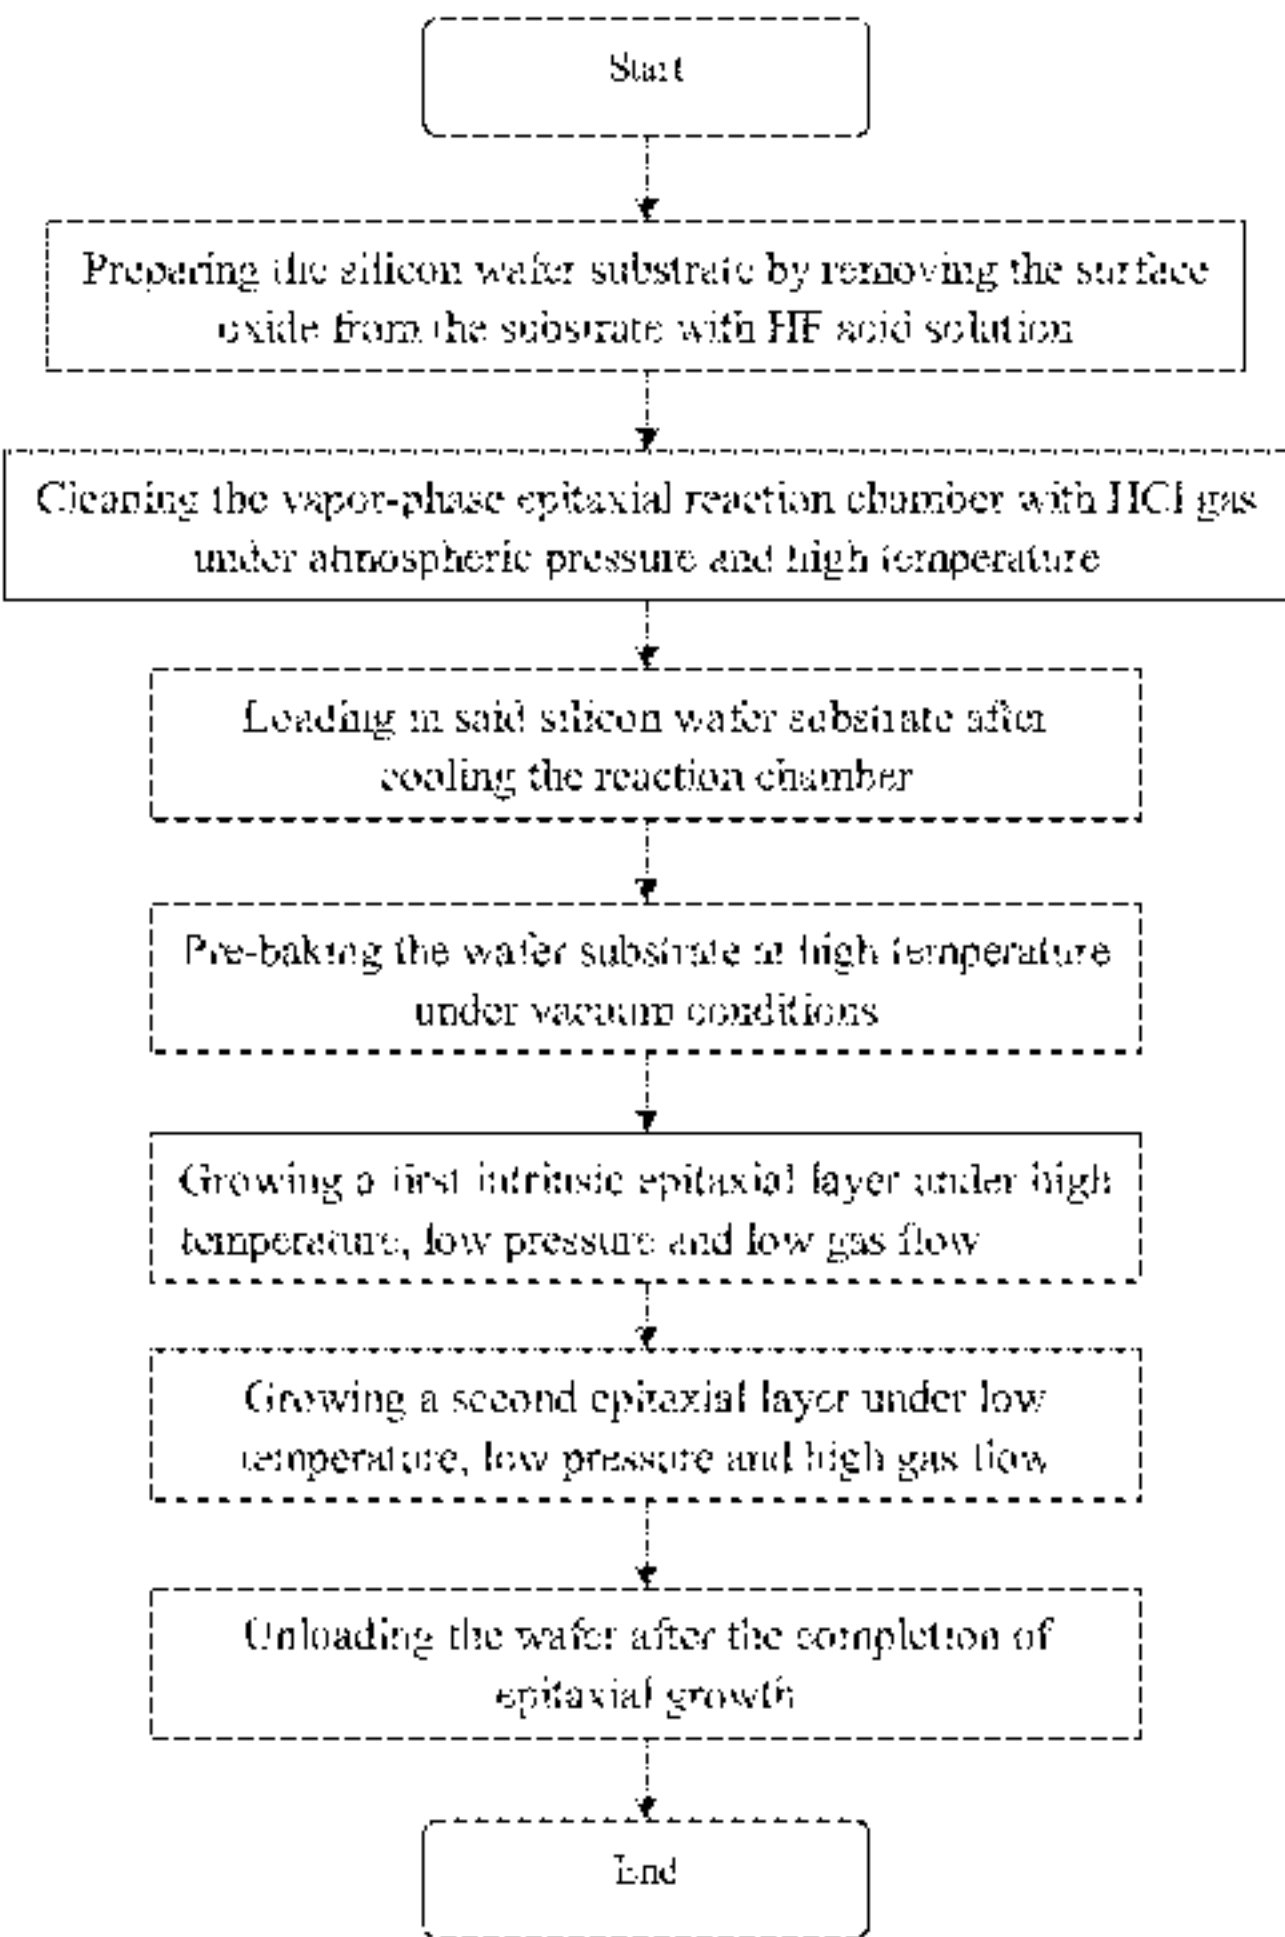 Start
Preparing the silicon wafer substrate by removing the surface
oxide from the substrate with HF acid solution
Cleaning the vapor-phase epitaxial reaction chamber with HCl gas
under atmospheric pressure and high temperature
Loading in said silicon wafer substrate after
cooling the reaction chamber
Pre-baking the wafer substrate at high temperature
under vacuum conditions
Growing a first intrinsic epitaxial layer under high
temperature, low pressure and low gas flow
Growing a second epitaxial layer under low
temperature, low pressure and high gas flow
Unloading the wafer after the completion of
epitaxial growth
End